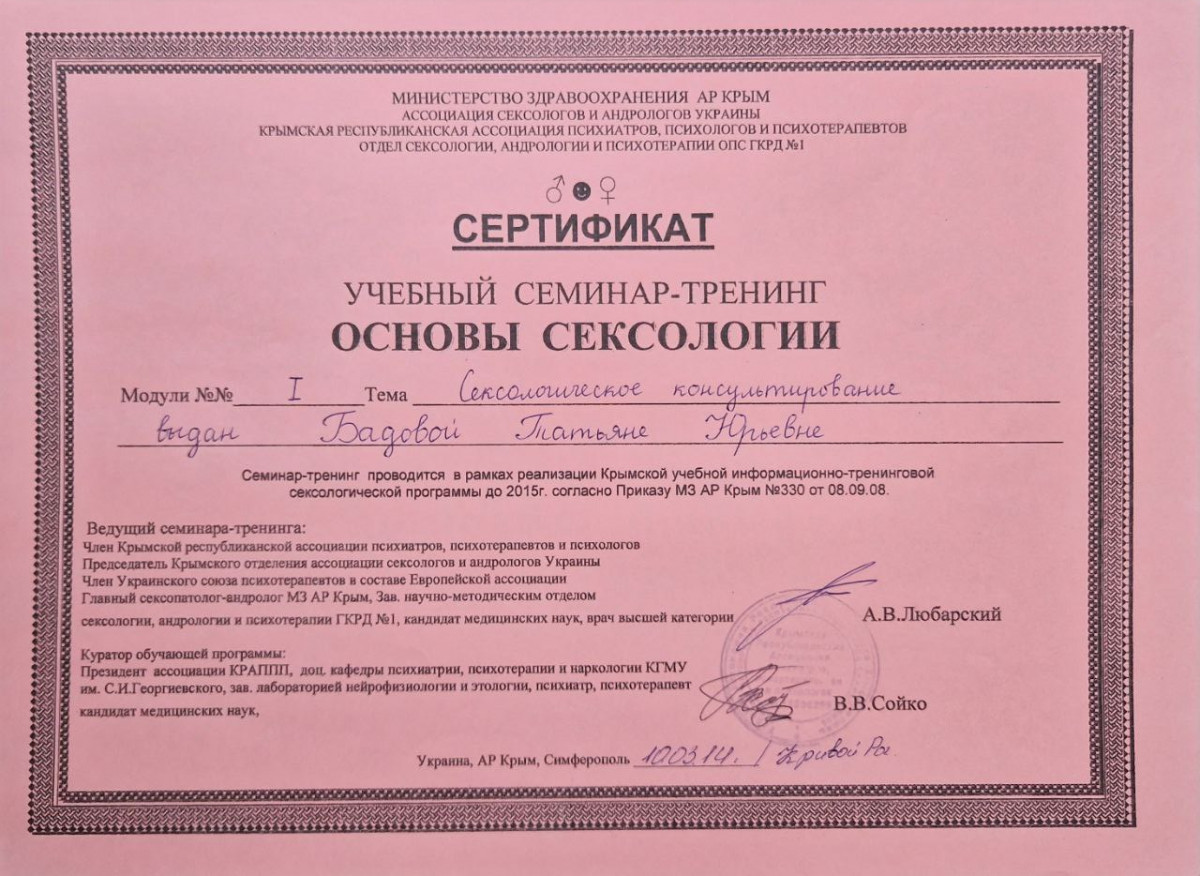 МИНИСТЕРСТВО ЗДРАВООХРАНЕНИЯ АР КРЫМ
АССОЦИАЦИЯ СЕКСОЛОГОВ И АНДРОЛОГОВ УКРАИНЫ
КРЫМСКАЯ РЕСПУБЛИКАНСКАЯ АССОЦИАЦИЯ ПСИХИАТРОВ, ПСИХОЛОГОВ И ПСИХОТЕРАПЕВТОВ
ОТДЕЛ СЕКСОЛОГИИ, АНДРОЛОГИИ И ПСИХОТЕРАПИИ ОПС ГКРД №1
♂☻♀
СЕРТИФИКАТ
УЧЕБНЫЙ СЕМИНАР-ТРЕНИНГ
ОСНОВЫ СЕКСОЛОГИИ
Модули №№ I Тема Сексологическое консультирование
выдан Бадовой Татьяне Юрьевне
Семинар-тренинг проводится в рамках реализации Крымской учебной информационно-тренинговой
сексологической программы до 2015г. согласно Приказу МЗ АР Крым №330 от 08.09.08.
Ведущий семинара-тренинга:
Член Крымской республиканской ассоциации психиатров, психотерапевтов и психологов
Председатель Крымского отделения ассоциации сексологов и андрологов Украины
Член Украинского союза психотерапевтов в составе Европейской ассоциации
Главный сексопатолог-андролог МЗ АР Крым, Зав. научно-методическим отделом
сексологии, андрологии и психотерапии ГКРД №1, кандидат медицинских наук, врач высшей категории А.В.Любарский
Куратор обучающей программы:
Президент ассоциации КРАППП, доц. кафедры психиатрии, психотерапии и наркологии КГМУ
им. С.И.Георгиевского, зав. лабораторией нейрофизиологии и этологии, психиатр, психотерапевт
кандидат медицинских наук, В.В.Сойко
Украина, АР Крым, Симферополь 10.03.14. / Кривой Рог